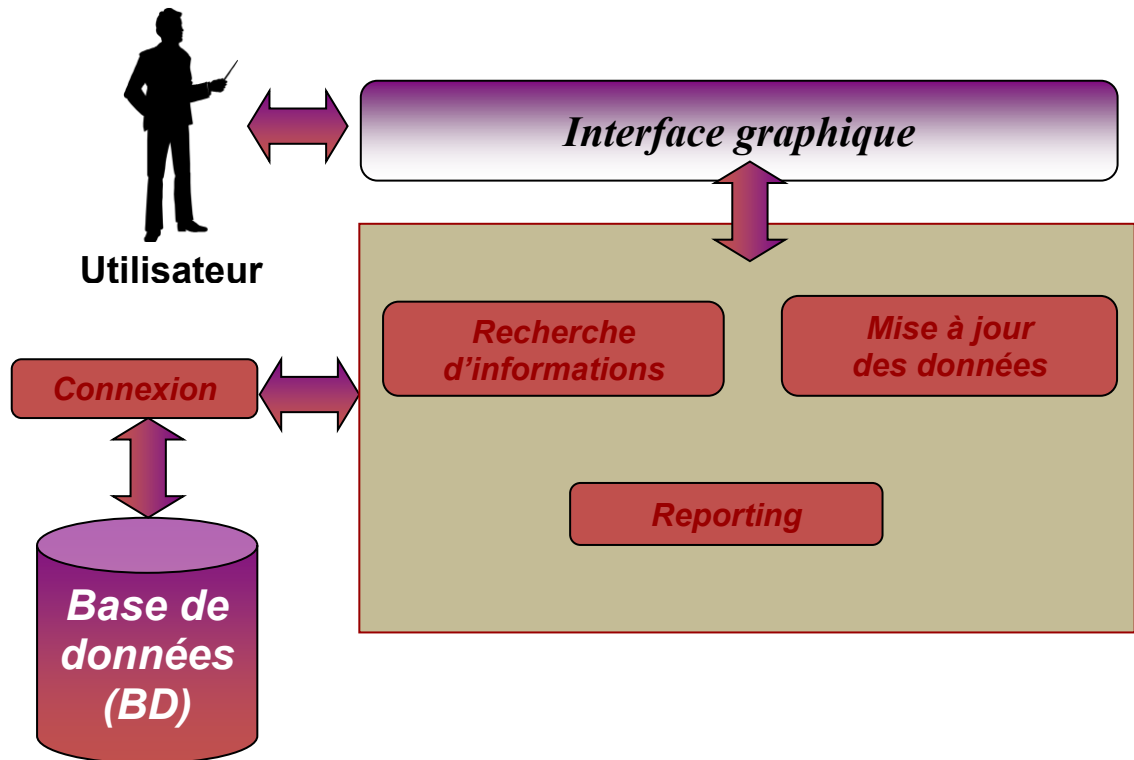 Interface graphique
Utilisateur
Recherche
d’informations
Mise à jour
des données
Connexion
Reporting
Base de
données
(BD)